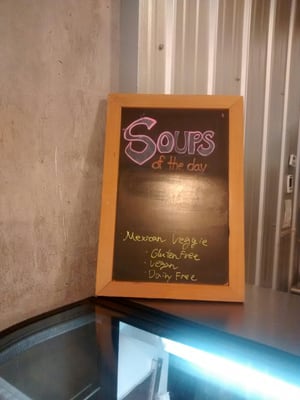 Soups
of the day
Mexican Veggie
· Gluten Free
· Vegan
· Dairy Free